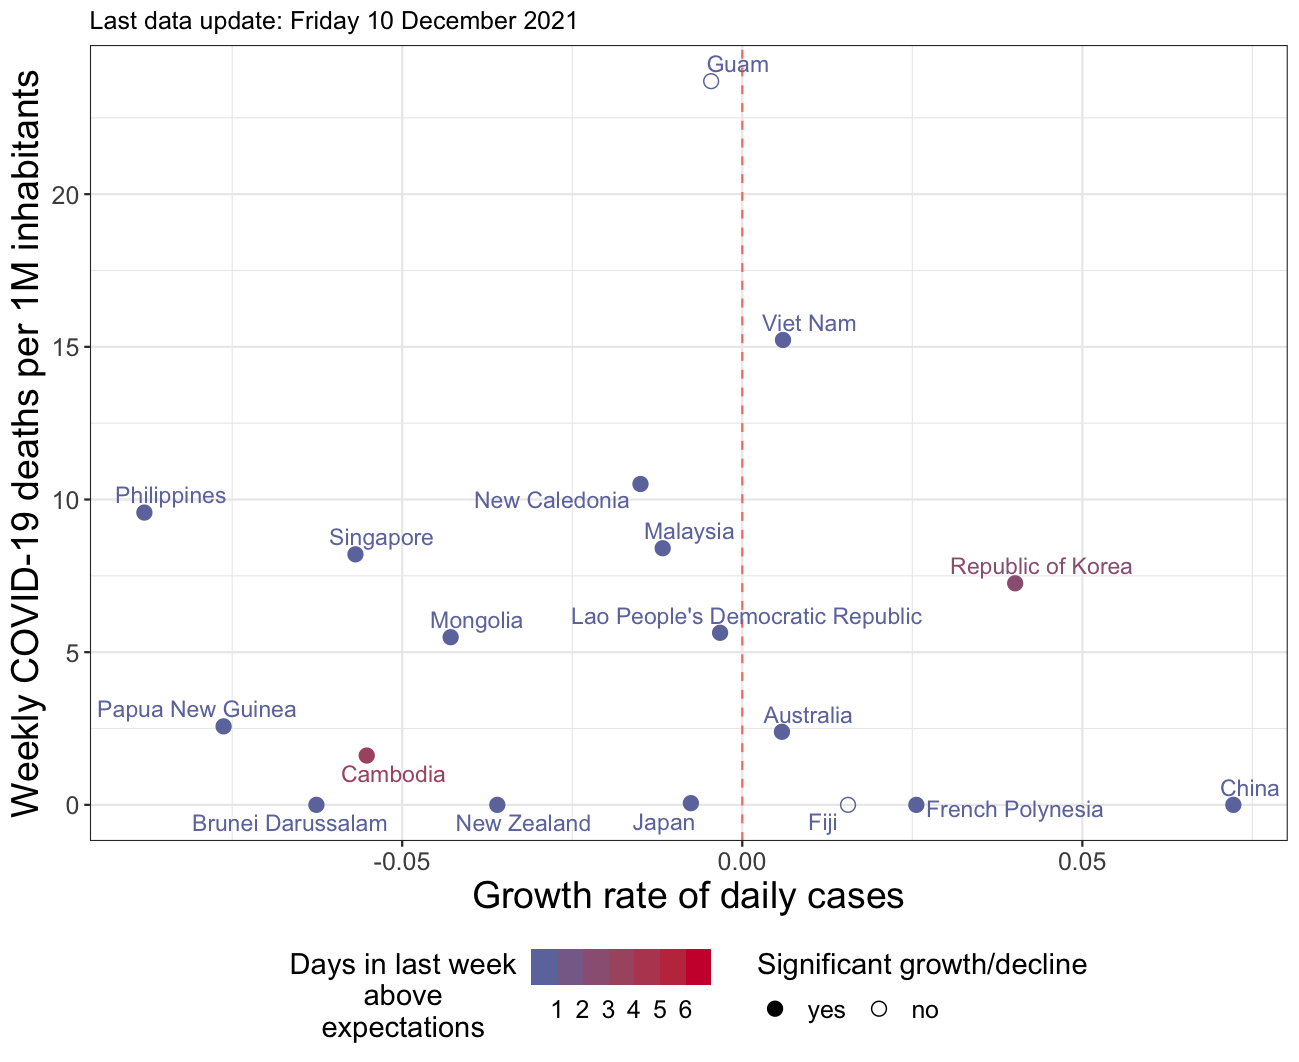 Last data update: Friday 10 December 2021
Weekly COVID-19 deaths per 1M inhabitants
20
15
10
5
0
Guam
Viet Nam
Philippines
New Caledonia
Singapore
Malaysia
Republic of Korea
Mongolia
Lao People's Democratic Republic
Papua New Guinea
Australia
Cambodia
China
French Polynesia
Brunei Darussalam
New Zealand
Japan
Fiji
-0.05
0.00
0.05
Growth rate of daily cases
Days in last week
above
expectations
1 2 3 4 5 6
Significant growth/decline
yes
no